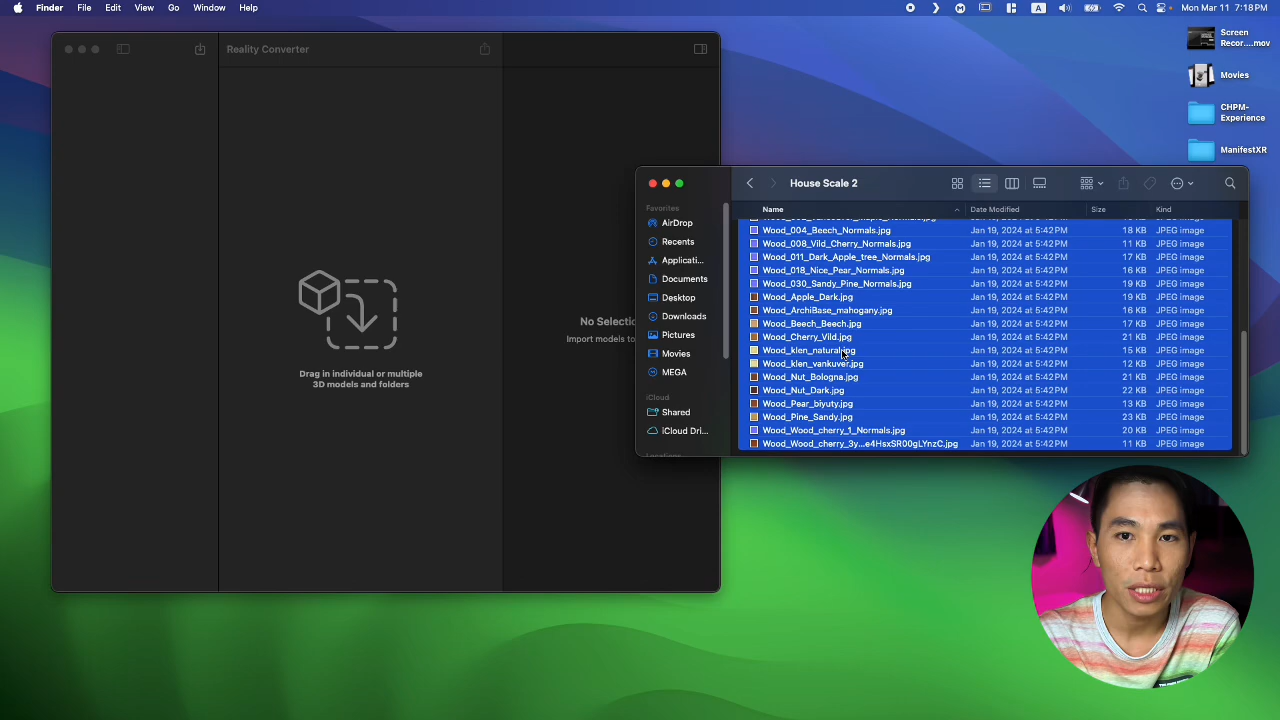 Finder File Edit View Go Window Help
A Mon Mar 11 7:18 PM
Reality Converter
Drag in individual or multiple
3D models and folders
No Selectio
Import models to
Screen
Recor....mov
Movies
CHPM-
Experience
ManifestXR
House Scale 2
Favorites
AirDrop
Recents
Applicati...
Documents
Desktop
Downloads
Pictures
Movies
MEGA
iCloud
Shared
iCloud Dri...
Locations
Name Date Modified Size Kind
Wood_004_Beech_Normals.jpg Jan 19, 2024 at 5:42 PM 18 KB JPEG image
Wood_008_Vild_Cherry_Normals.jpg Jan 19, 2024 at 5:42 PM 11 KB JPEG image
Wood_011_Dark_Apple_tree_Normals.jpg Jan 19, 2024 at 5:42 PM 17 KB JPEG image
Wood_018_Nice_Pear_Normals.jpg Jan 19, 2024 at 5:42 PM 16 KB JPEG image
Wood_030_Sandy_Pine_Normals.jpg Jan 19, 2024 at 5:42 PM 19 KB JPEG image
Wood_Apple_Dark.jpg Jan 19, 2024 at 5:42 PM 19 KB JPEG image
Wood_ArchiBase_mahogany.jpg Jan 19, 2024 at 5:42 PM 16 KB JPEG image
Wood_Beech_Beech.jpg Jan 19, 2024 at 5:42 PM 17 KB JPEG image
Wood_Cherry_Vild.jpg Jan 19, 2024 at 5:42 PM 21 KB JPEG image
Wood_klen_natural.jpg Jan 19, 2024 at 5:42 PM 15 KB JPEG image
Wood_klen_vankuver.jpg Jan 19, 2024 at 5:42 PM 12 KB JPEG image
Wood_Nut_Bologna.jpg Jan 19, 2024 at 5:42 PM 21 KB JPEG image
Wood_Nut_Dark.jpg Jan 19, 2024 at 5:42 PM 22 KB JPEG image
Wood_Pear_biyuty.jpg Jan 19, 2024 at 5:42 PM 13 KB JPEG image
Wood_Pine_Sandy.jpg Jan 19, 2024 at 5:42 PM 23 KB JPEG image
Wood_Wood_cherry_1_Normals.jpg Jan 19, 2024 at 5:42 PM 20 KB JPEG image
Wood_Wood_cherry_3y...e4HsxSR00gLYnzC.jpg Jan 19, 2024 at 5:42 PM 11 KB JPEG image